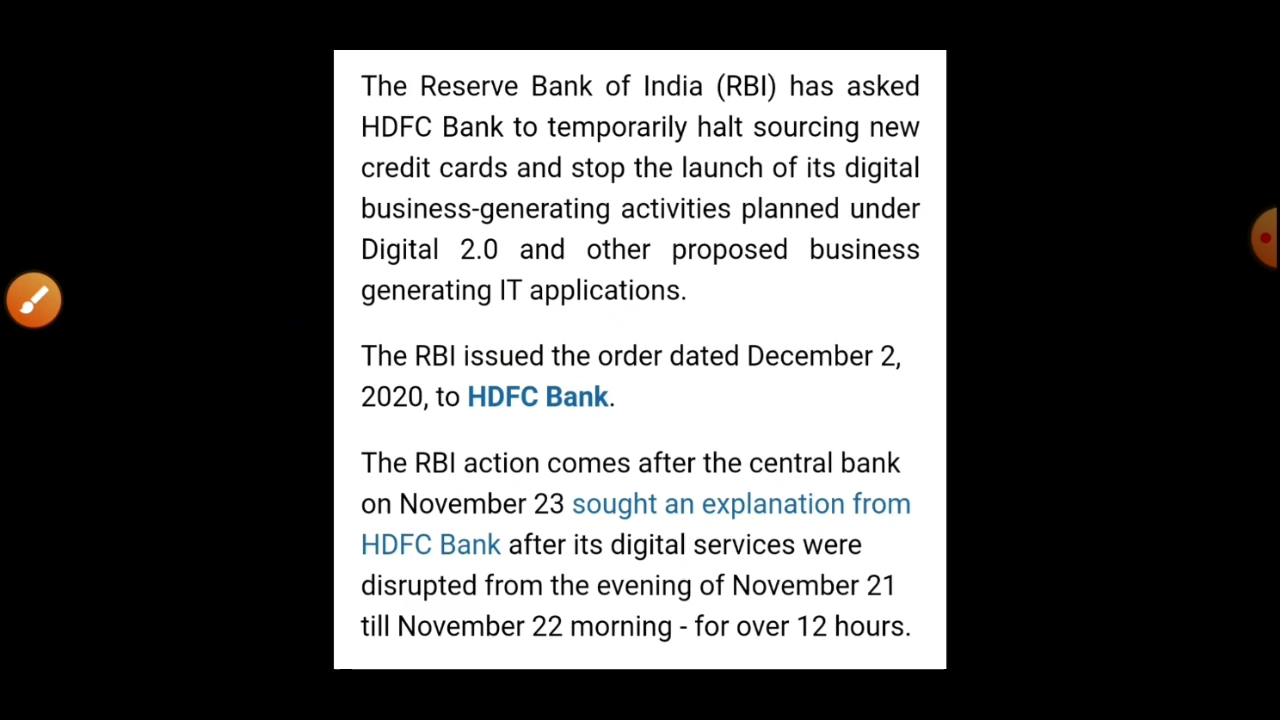 The Reserve Bank of India (RBI) has asked
HDFC Bank to temporarily halt sourcing new
credit cards and stop the launch of its digital
business-generating activities planned under
Digital 2.0 and other proposed business
generating IT applications.
The RBI issued the order dated December 2,
2020, to HDFC Bank.
The RBI action comes after the central bank
on November 23 sought an explanation from
HDFC Bank after its digital services were
disrupted from the evening of November 21
till November 22 morning - for over 12 hours.